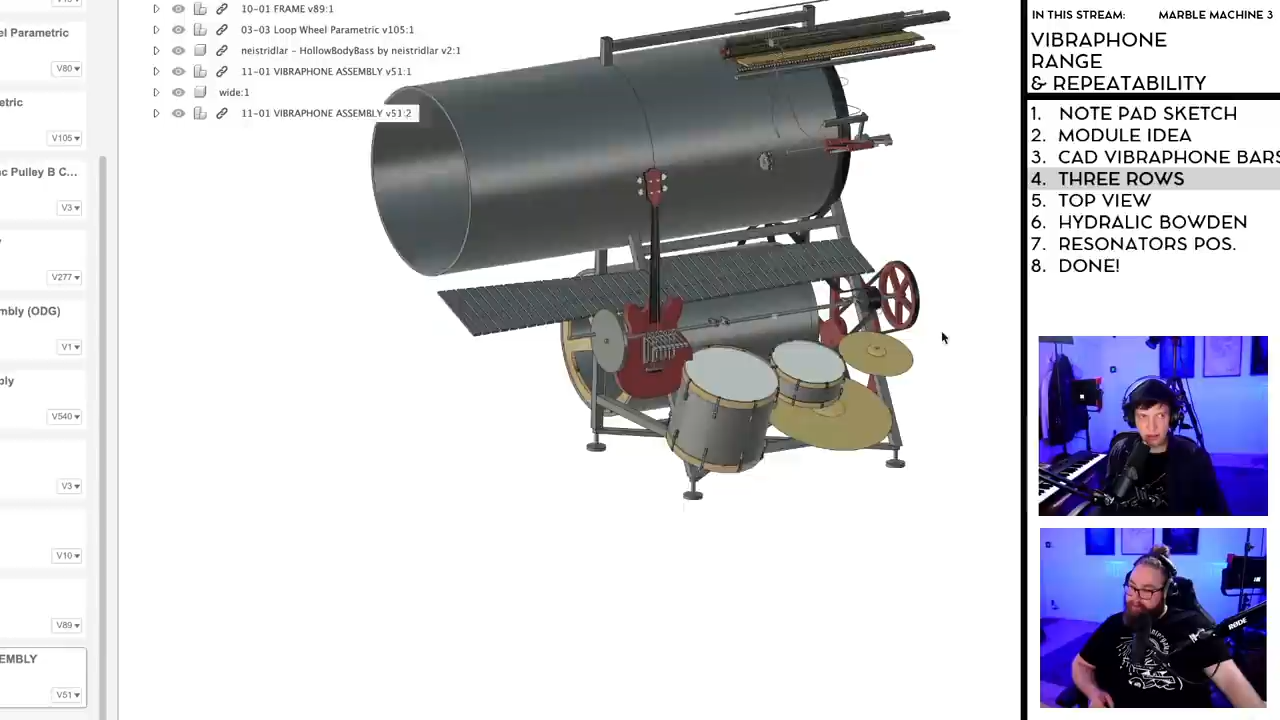 el Parametric
V80
etric
V105
ac Pulley B C...
V3
V277
mbly (ODG)
V1
bly
V540
V3
V10
V89
EMBLY
V51
10-01 FRAME v89:1
03-03 Loop Wheel Parametric v105:1
neistridlar - HollowBodyBass by neistridlar v2:1
11-01 VIBRAPHONE ASSEMBLY v51:1
wide:1
11-01 VIBRAPHONE ASSEMBLY v51:2
IN THIS STREAM: MARBLE MACHINE 3
VIBRAPHONE
RANGE
& REPEATABILITY
1. NOTE PAD SKETCH
2. MODULE IDEA
3. CAD VIBRAPHONE BARS
4. THREE ROWS
5. TOP VIEW
6. HYDRALIC BOWDEN
7. RESONATORS POS.
8. DONE!
RØDE